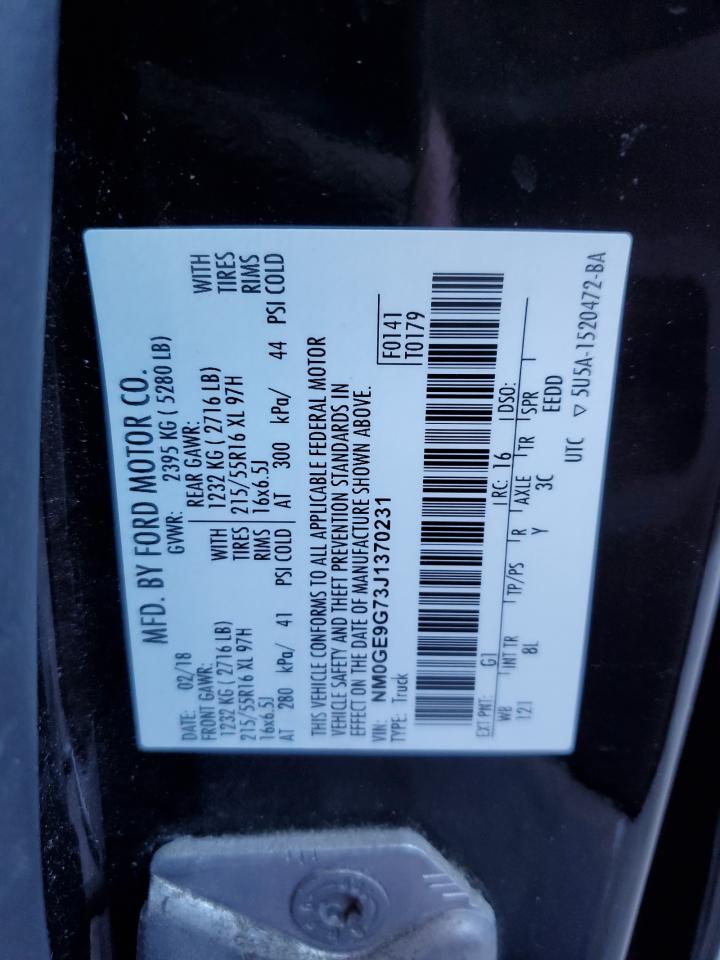 MFD. BY FORD MOTOR CO.
DATE: 02/18 GVWR: 2395 KG ( 5280 LB)
FRONT GAWR: REAR GAWR:
1232 KG ( 2716 LB) WITH 1232 KG ( 2716 LB) WITH
215/55R16 XL 97H TIRES 215/55R16 XL 97H TIRES
16x6.5J RIMS 16x6.5J RIMS
AT 280 kPa/ 41 PSI COLD AT 300 kPa/ 44 PSI COLD
THIS VEHICLE CONFORMS TO ALL APPLICABLE FEDERAL MOTOR
VEHICLE SAFETY AND THEFT PREVENTION STANDARDS IN
EFFECT ON THE DATE OF MANUFACTURE SHOWN ABOVE.
VIN: NM0GE9G73J1370231 F0141
TYPE: Truck T0179
EXT PNT: G1 RC: 16 DSO:
WB INT TR TP/PS R AXLE TR SPR
121 8L Y 3C EEDD
UTC ▽ 5U5A-1520472-BA